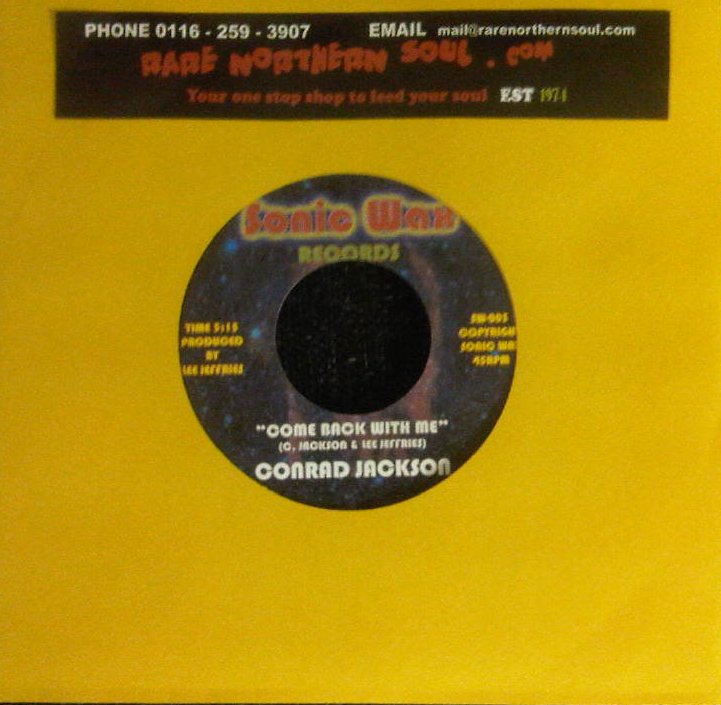 PHONE 0116 - 259 - 3907 EMAIL mail@rarenorthernsoul.com
RARE NORTHERN SOUL . COM
Your one stop shop to feed your soul EST 1974
Sonic Wax
RECORDS
TIME 5:15
PRODUCED
BY
LEE JEFFRIES
SW-005
COPYRIGH
SONIC WA
45RPM
"COME BACK WITH ME"
(C. JACKSON & LEE JEFFRIES)
CONRAD JACKSON